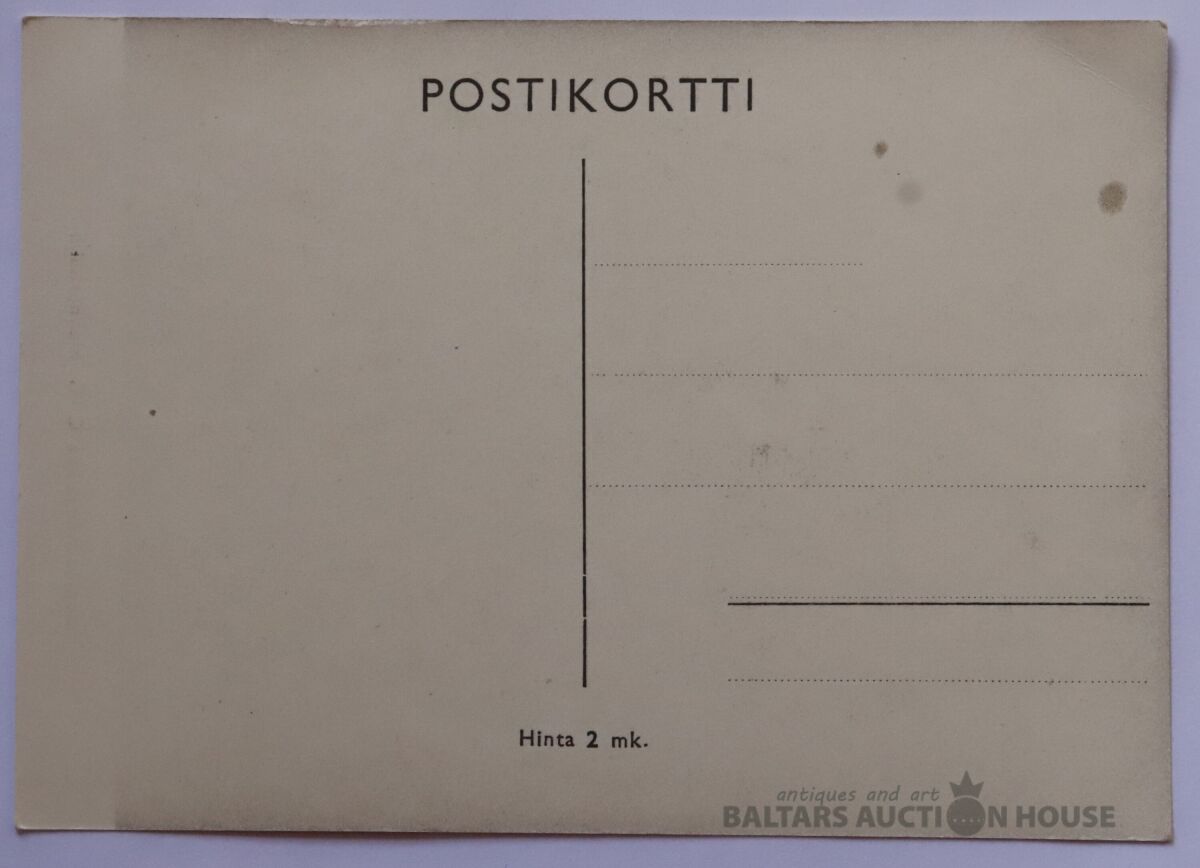 POSTIKORTTI
Hinta 2 mk.
antiques and art
BALTARS AUCTION HOUSE